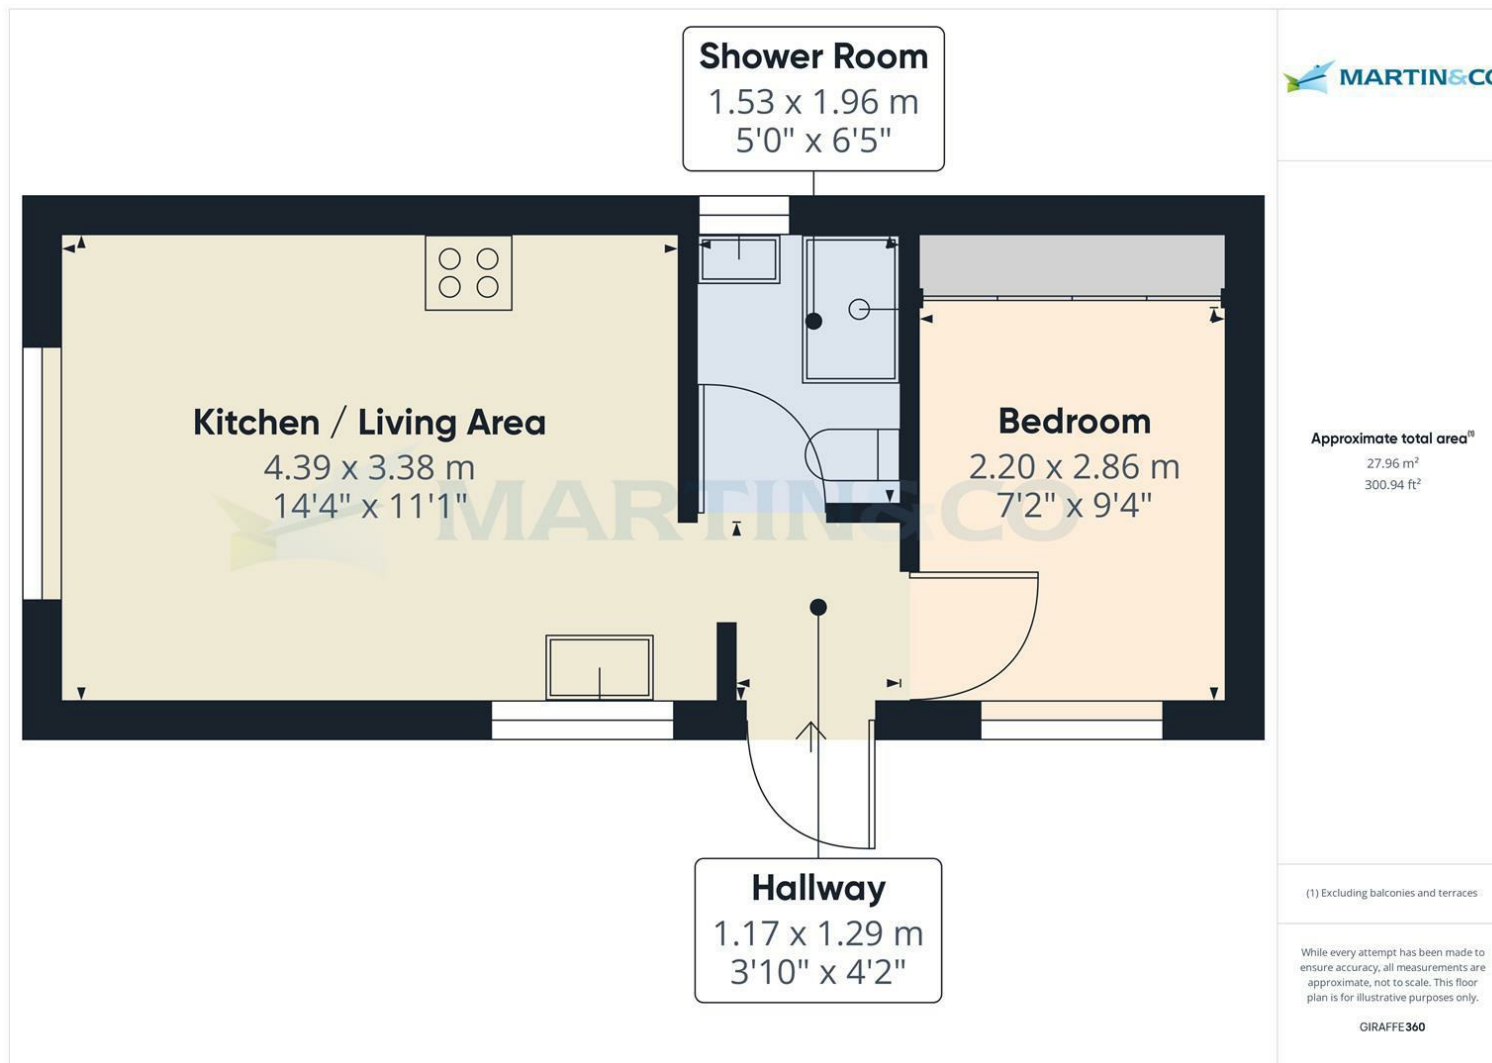 Shower Room
1.53 x 1.96 m
5'0" x 6'5"
MARTIN&CO
Kitchen / Living Area
4.39 x 3.38 m
14'4" x 11'1"
Bedroom
2.20 x 2.86 m
7'2" x 9'4"
MARTIN&CO
Hallway
1.17 x 1.29 m
3'10" x 4'2"
Approximate total area(1)
27.96 m²
300.94 ft²
(1) Excluding balconies and terraces
While every attempt has been made to
ensure accuracy, all measurements are
approximate, not to scale. This floor
plan is for illustrative purposes only.
GIRAFFE360